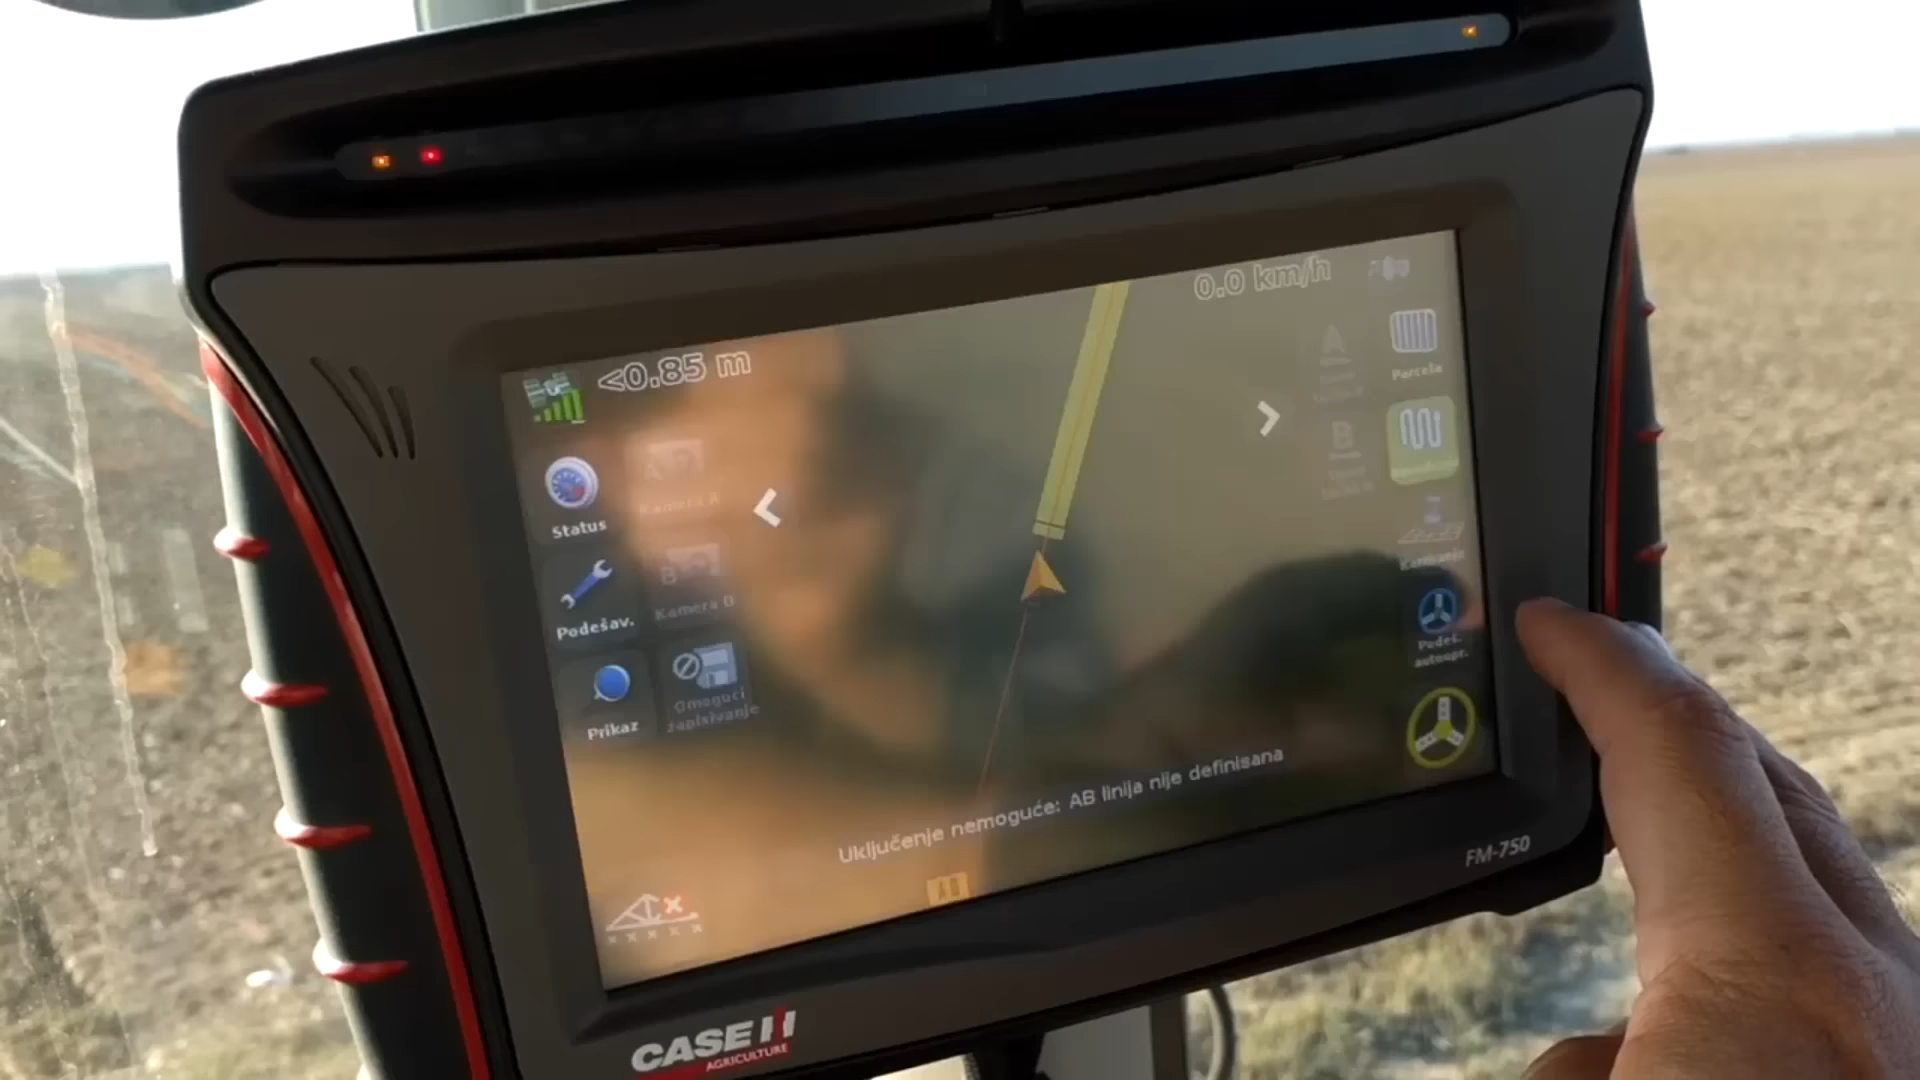 <0.85 m
0.0 km/h
Parcela
Status
Kamera A
Podešav.
Kamera B
Prikaz
Omogući
zapisivanje
Podeš.
autoupr.
Uključenje nemoguće: AB linija nije definisana
FM-750
CASE IH
AGRICULTURE